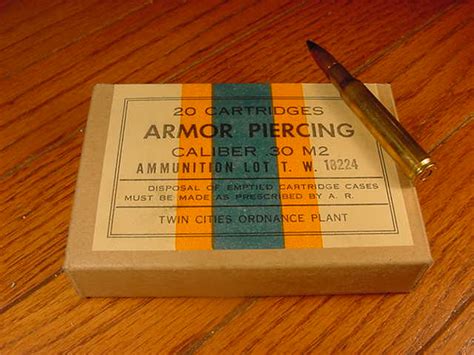 20 CARTRIDGES
ARMOR PIERCING
CALIBER .30 M2
AMMUNITION LOT T. W. 18224
DISPOSAL OF EMPTIED CARTRIDGE CASES
MUST BE MADE AS PRESCRIBED BY A. R.
TWIN CITIES ORDNANCE PLANT